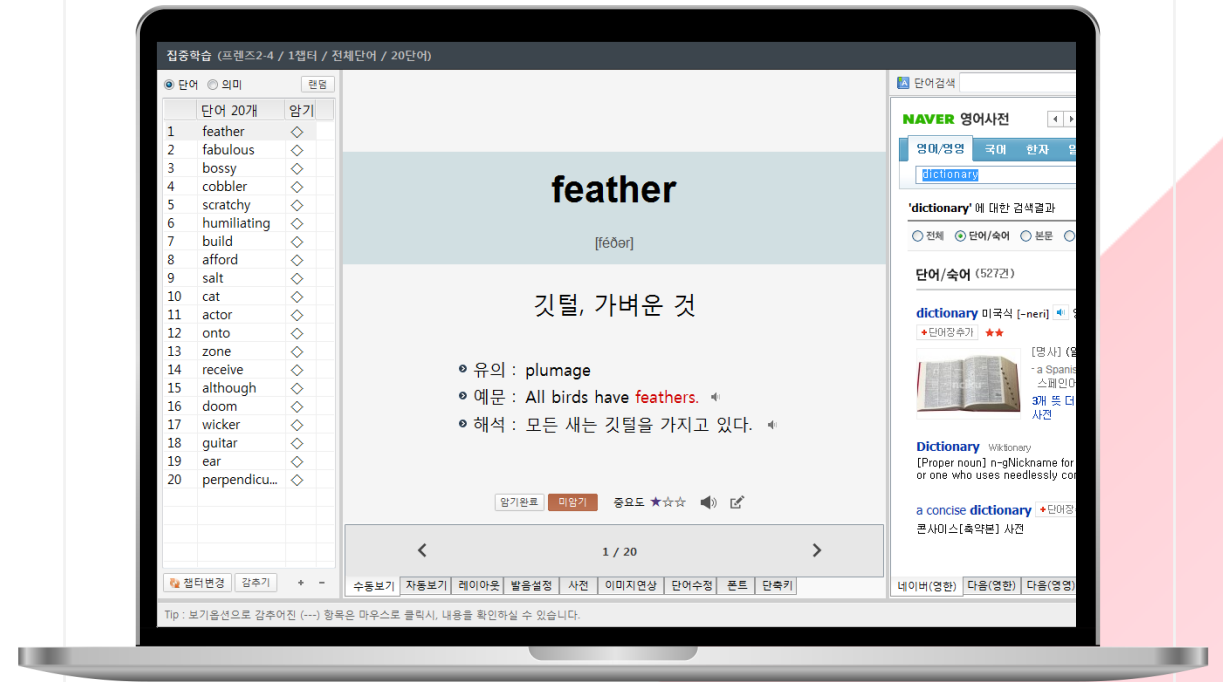 집중학습 (프렌즈2-4 / 1챕터 / 전체단어 / 20단어)
단어 의미 랜덤
단어 20개 암기
1 feather
2 fabulous
3 bossy
4 cobbler
5 scratchy
6 humiliating
7 build
8 afford
9 salt
10 cat
11 actor
12 onto
13 zone
14 receive
15 although
16 doom
17 wicker
18 guitar
19 ear
20 perpendicu...
챕터변경 감추기 + -
feather
[féðər]
깃털, 가벼운 것
유의 : plumage
예문 : All birds have feathers.
해석 : 모든 새는 깃털을 가지고 있다.
암기완료 미암기 중요도 ★☆☆
1 / 20
수동보기 자동보기 레이아웃 발음설정 사전 이미지연상 단어수정 폰트 단축키
단어검색
NAVER 영어사전
영어/영영 국어 한자
dictionary
'dictionary' 에 대한 검색결과
전체 단어/숙어 본문
단어/숙어 (527건)
dictionary 미국식 [-neri]
+단어장추가 ★★
[명사]
- a Spanis
스페인어
3개 뜻 더
사전
Dictionary Wiktionary
[Proper noun] n-gNickname for
or one who uses needlessly cor
a concise dictionary +단어장
콘사이스[축약본] 사전
네이버(영한) 다음(영한) 다음(영영)
Tip : 보기옵션으로 감추어진 (---) 항목은 마우스로 클릭시, 내용을 확인하실 수 있습니다.